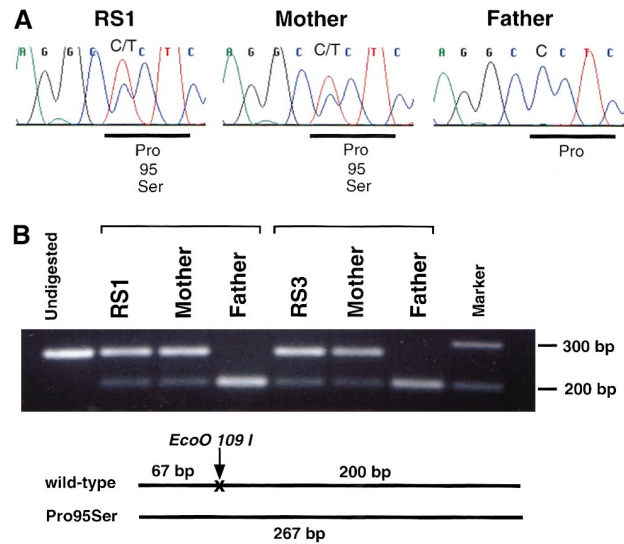 A
RS1 Mother Father
A G G C C/T C T C A G G C C/T C T C A G G C C C T C
Pro Pro Pro
95 95
Ser Ser
B
Undigested RS1 Mother Father RS3 Mother Father Marker
300 bp
200 bp
EcoO 109 I
67 bp 200 bp
wild-type X
Pro95Ser
267 bp